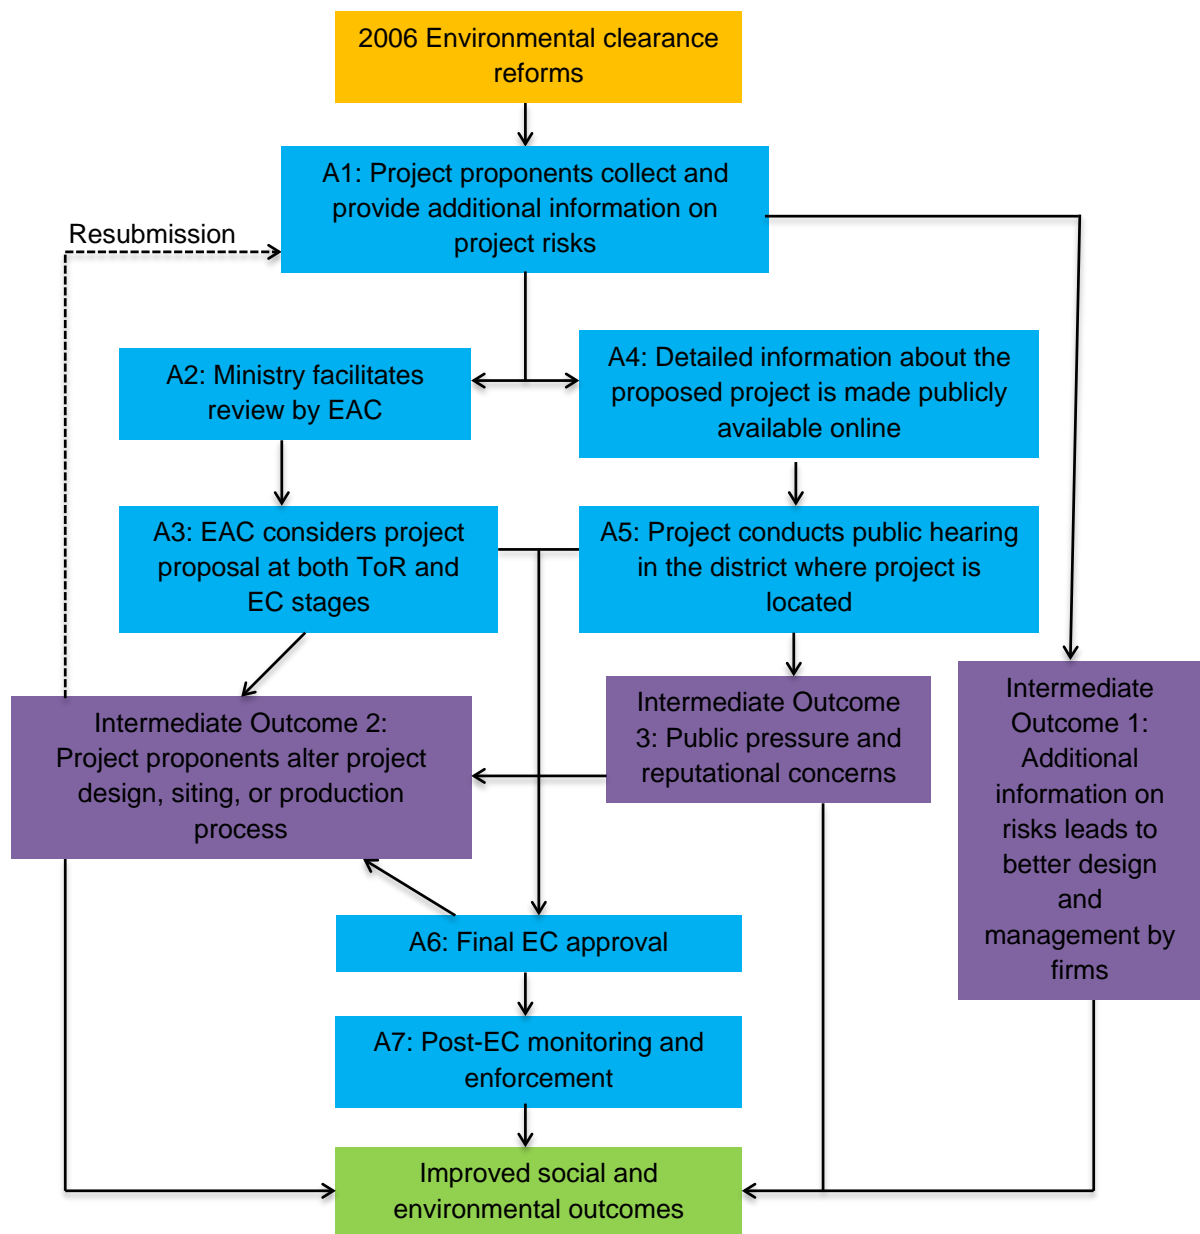 2006 Environmental clearance
reforms
A1: Project proponents collect and
provide additional information on
project risks
Resubmission
A2: Ministry facilitates
review by EAC
A4: Detailed information about the
proposed project is made publicly
available online
A3: EAC considers project
proposal at both ToR and
EC stages
A5: Project conducts public hearing
in the district where project is
located
Intermediate Outcome 2:
Project proponents alter project
design, siting, or production
process
Intermediate Outcome
3: Public pressure and
reputational concerns
Intermediate
Outcome 1:
Additional
information on
risks leads to
better design
and
management by
firms
A6: Final EC approval
A7: Post-EC monitoring and
enforcement
Improved social and
environmental outcomes